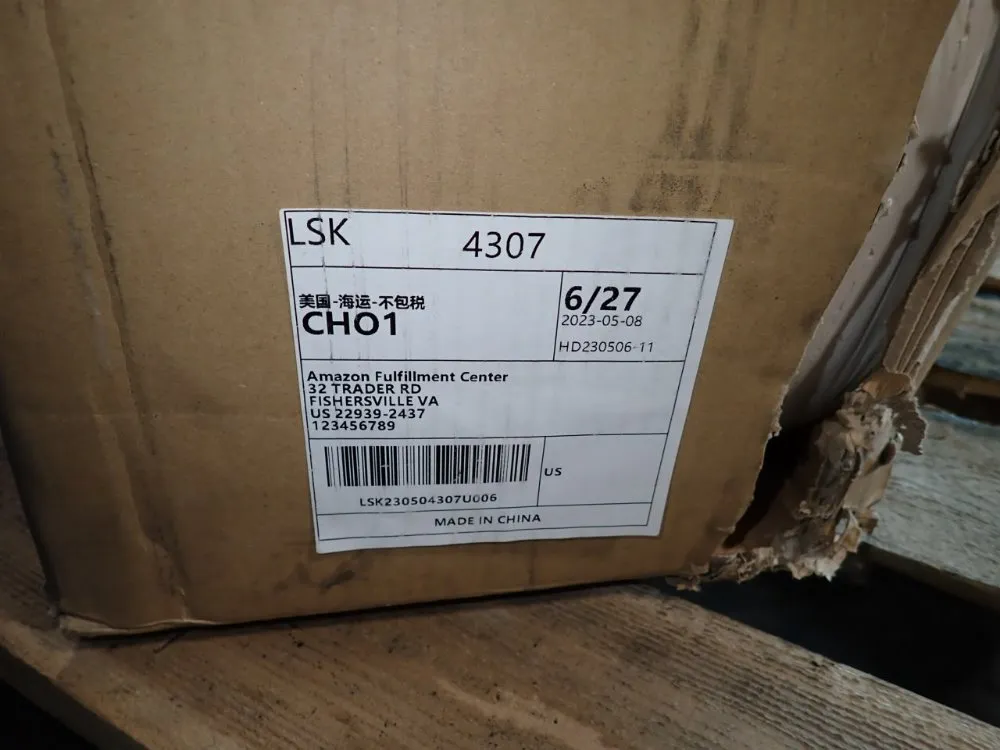 LSK 4307
美国-海运-不包税
CHO1
6/27
2023-05-08
HD230506-11
Amazon Fulfillment Center
32 TRADER RD
FISHERSVILLE VA
US 22939-2437
123456789
US
LSK230504307U006
MADE IN CHINA